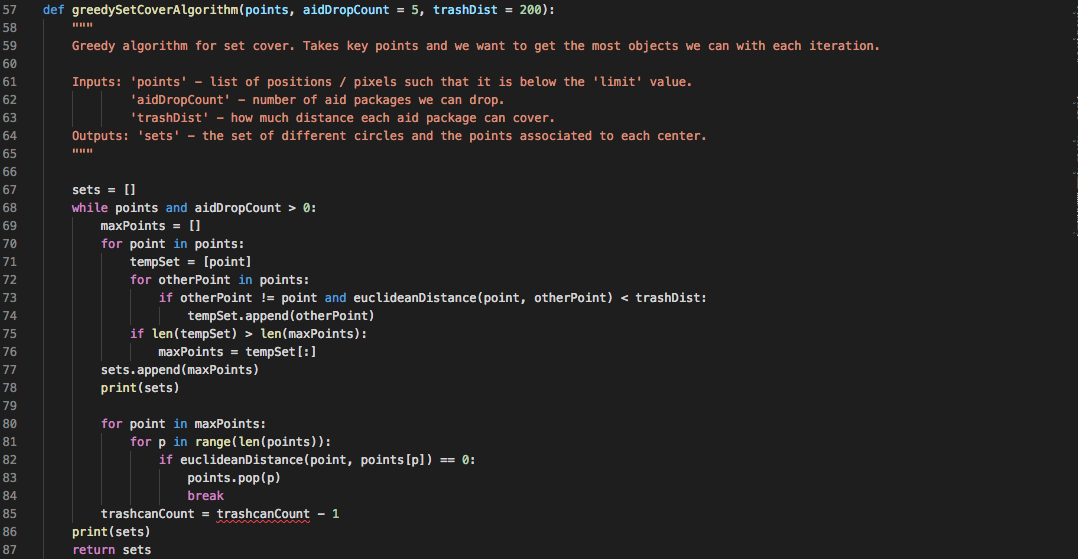 57 def greedySetCoverAlgorithm(points, aidDropCount = 5, trashDist = 200):
58 """
59 Greedy algorithm for set cover. Takes key points and we want to get the most objects we can with each iteration.
60
61 Inputs: 'points' – list of positions / pixels such that it is below the 'limit' value.
62 'aidDropCount' – number of aid packages we can drop.
63 'trashDist' – how much distance each aid package can cover.
64 Outputs: 'sets' – the set of different circles and the points associated to each center.
65 """
66
67 sets = []
68 while points and aidDropCount > 0:
69 maxPoints = []
70 for point in points:
71 tempSet = [point]
72 for otherPoint in points:
73 if otherPoint != point and euclideanDistance(point, otherPoint) < trashDist:
74 tempSet.append(otherPoint)
75 if len(tempSet) > len(maxPoints):
76 maxPoints = tempSet[:]
77 sets.append(maxPoints)
78 print(sets)
79
80 for point in maxPoints:
81 for p in range(len(points)):
82 if euclideanDistance(point, points[p]) == 0:
83 points.pop(p)
84 break
85 trashcanCount = trashcanCount - 1
86 print(sets)
87 return sets